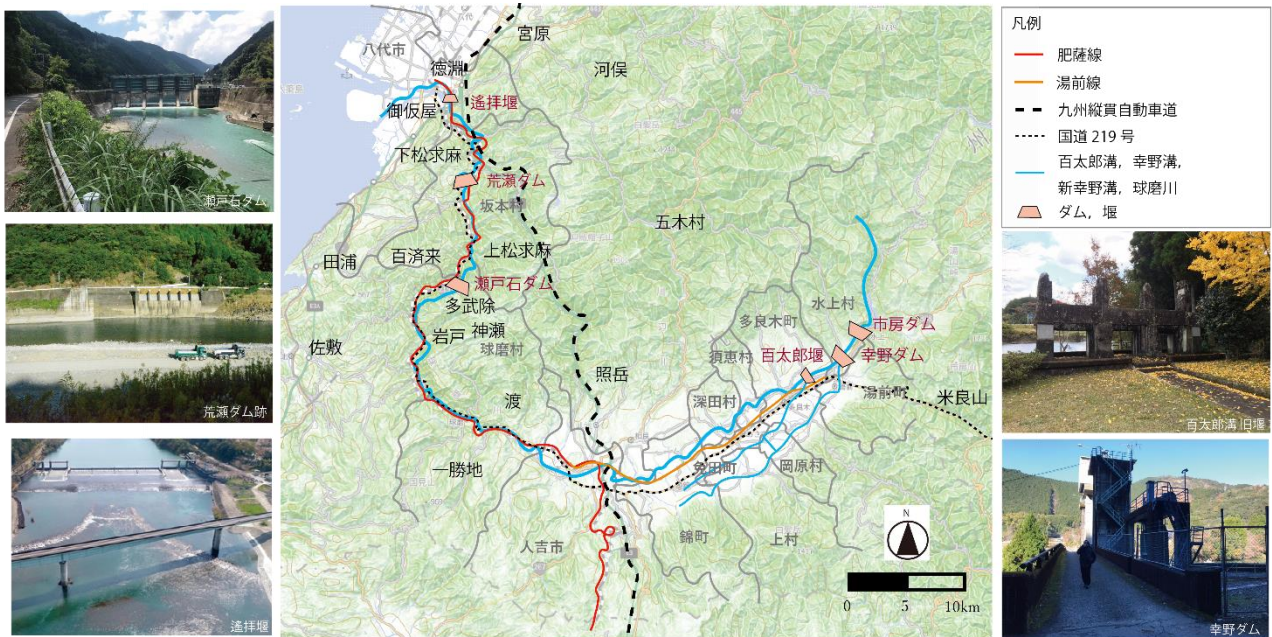 瀬戸石ダム
荒瀬ダム跡
遙拝堰
八代市
宮原
徳淵
河俣
御仮屋
遙拝堰
下松求麻
荒瀬ダム
坂本村
五木村
百済来
上松求麻
田浦
瀬戸石ダム
多武除
水上村
多良木町
市房ダム
岩戸
神瀬
球磨村
佐敷
須恵村
百太郎堰
幸野ダム
照岳
湯前町
米良山
渡
深田村
一勝地
免田町
岡原村
人吉市
錦町
上村
N
0
5
10km
凡例
肥薩線
湯前線
九州縦貫自動車道
国道 219 号
百太郎溝，幸野溝，
新幸野溝，球磨川
ダム，堰
百太郎溝 旧堰
幸野ダム